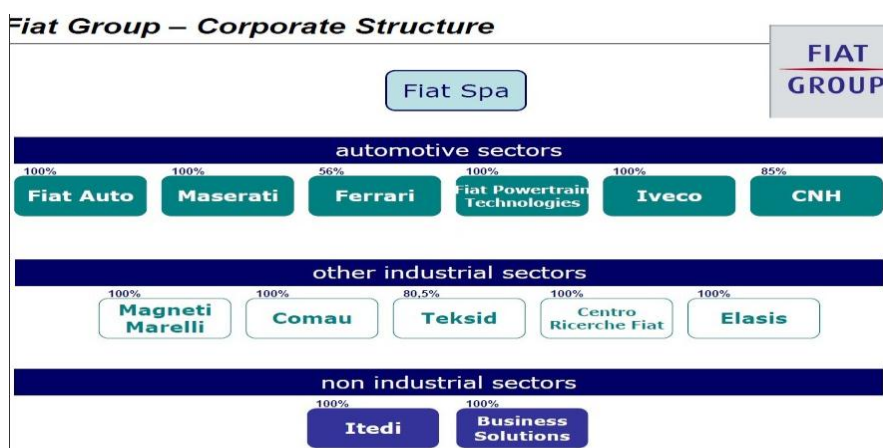 Fiat Group – Corporate Structure
FIAT
GROUP
Fiat Spa
automotive sectors
100% 100% 56% 100% 100% 85%
Fiat Auto Maserati Ferrari Fiat Powertrain Technologies Iveco CNH
other industrial sectors
100% 100% 80,5% 100% 100%
Magneti Marelli Comau Teksid Centro Ricerche Fiat Elasis
non industrial sectors
100% 100%
Itedi Business Solutions